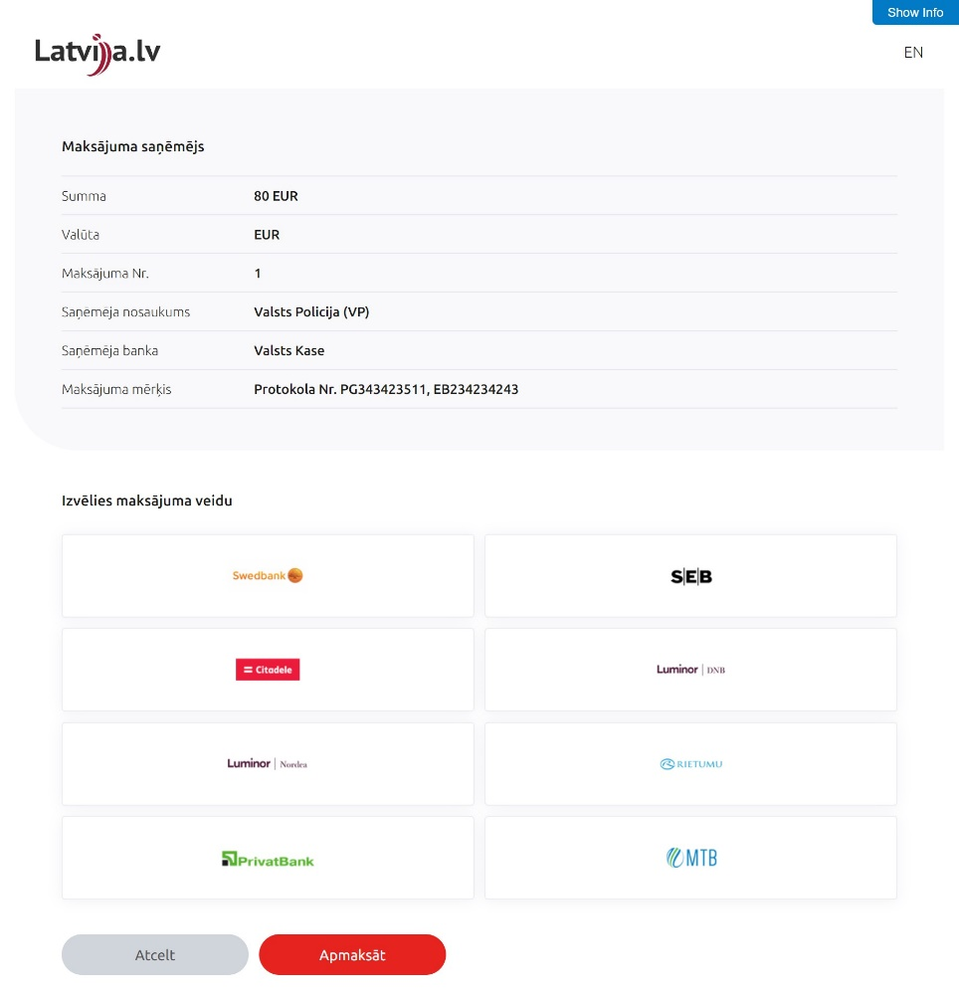 Show Info
Latvija.lv
EN
Maksājuma saņēmējs
Summa 80 EUR
Valūta EUR
Maksājuma Nr. 1
Saņēmēja nosaukums Valsts Policija (VP)
Saņēmēja banka Valsts Kase
Maksājuma mērķis Protokola Nr. PG343423511, EB234234243
Izvēlies maksājuma veidu
Swedbank S|E|B
Citadele Luminor | DNB
Luminor | Nordea RIETUMU
PrivatBank MTB
Atcelt Apmaksāt